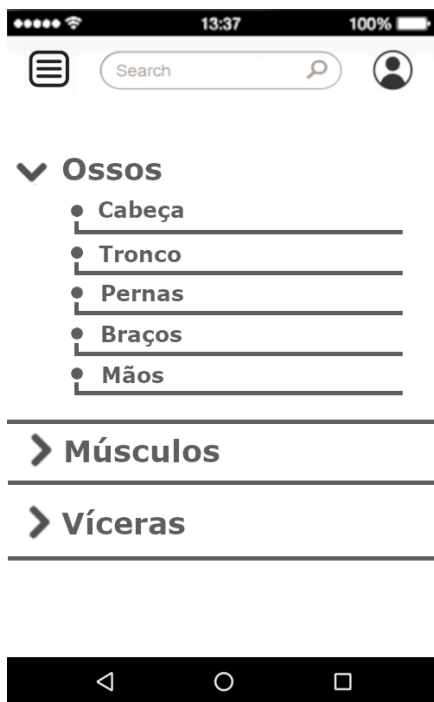 13:37
100%
Search
Ossos
Cabeça
Tronco
Pernas
Braços
Mãos
Músculos
Víceras